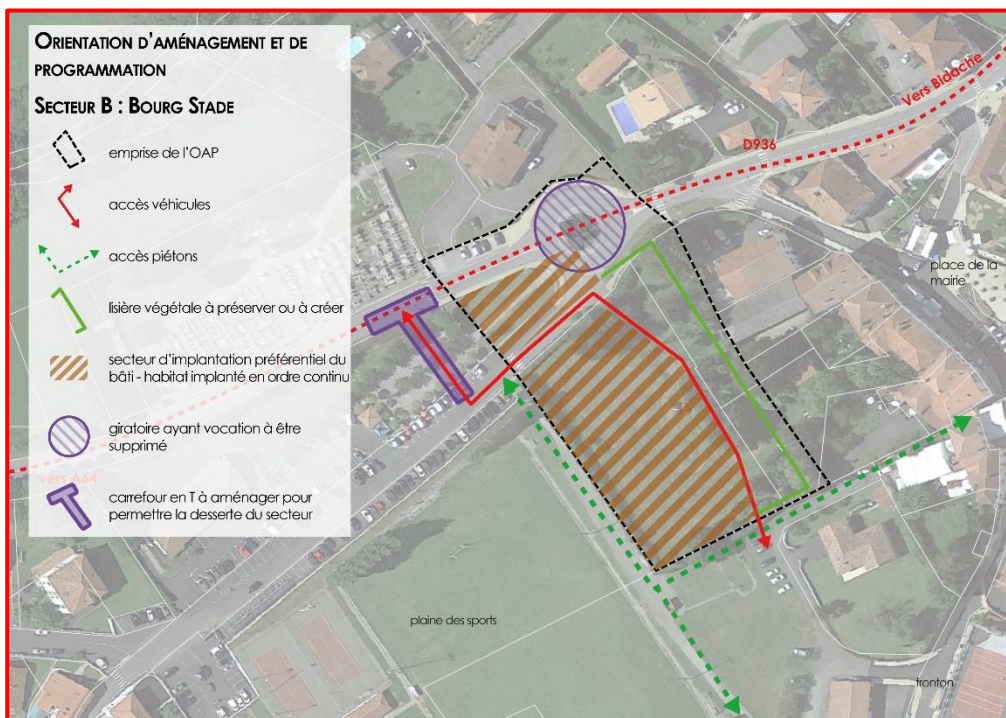 ORIENTATION D'AMÉNAGEMENT ET DE
PROGRAMMATION
SECTEUR B : BOURG STADE
emprise de l'OAP
accès véhicules
accès piétons
lisière végétale à préserver ou à créer
secteur d'implantation préférentiel du
bâti - habitat implanté en ordre continu
giratoire ayant vocation à être
supprimé
carrefour en T à aménager pour
permettre la desserte du secteur
Vers Bidache
D936
place de la
mairie
Vers A64
plaine des sports
fronton